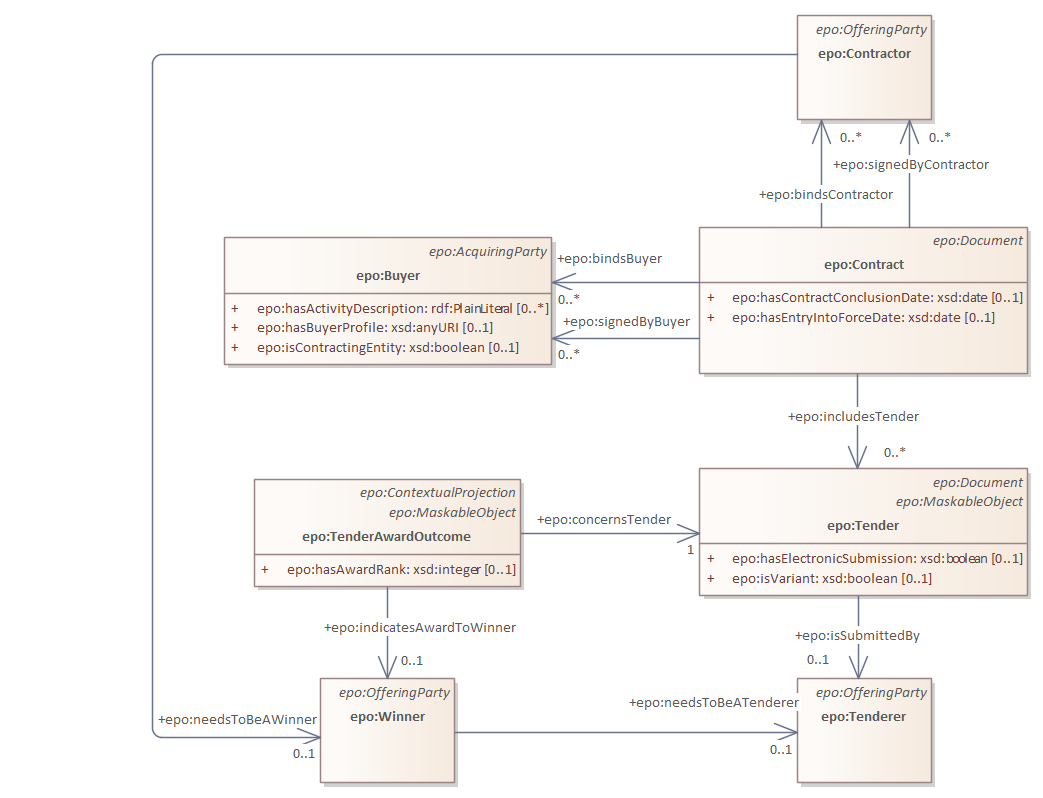 epo:OfferingParty
epo:Contractor
0..*
0..*
+epo:signedByContractor
+epo:bindsContractor
epo:AcquiringParty
epo:Buyer
+ epo:hasActivityDescription: rdf:PlainLiteral [0..*]
+ epo:hasBuyerProfile: xsd:anyURI [0..1]
+ epo:isContractingEntity: xsd:boolean [0..1]
+epo:bindsBuyer
0..*
+epo:signedByBuyer
0..*
epo:Document
epo:Contract
+ epo:hasContractConclusionDate: xsd:date [0..1]
+ epo:hasEntryIntoForceDate: xsd:date [0..1]
+epo:includesTender
0..*
epo:ContextualProjection
epo:MaskableObject
epo:TenderAwardOutcome
+ epo:hasAwardRank: xsd:integer [0..1]
+epo:concernsTender
1
epo:Document
epo:MaskableObject
epo:Tender
+ epo:hasElectronicSubmission: xsd:boolean [0..1]
+ epo:isVariant: xsd:boolean [0..1]
+epo:indicatesAwardToWinner
0..1
+epo:isSubmittedBy
0..1
epo:OfferingParty
epo:Winner
+epo:needsToBeAWinner
0..1
+epo:needsToBeATenderer
0..1
epo:OfferingParty
epo:Tenderer